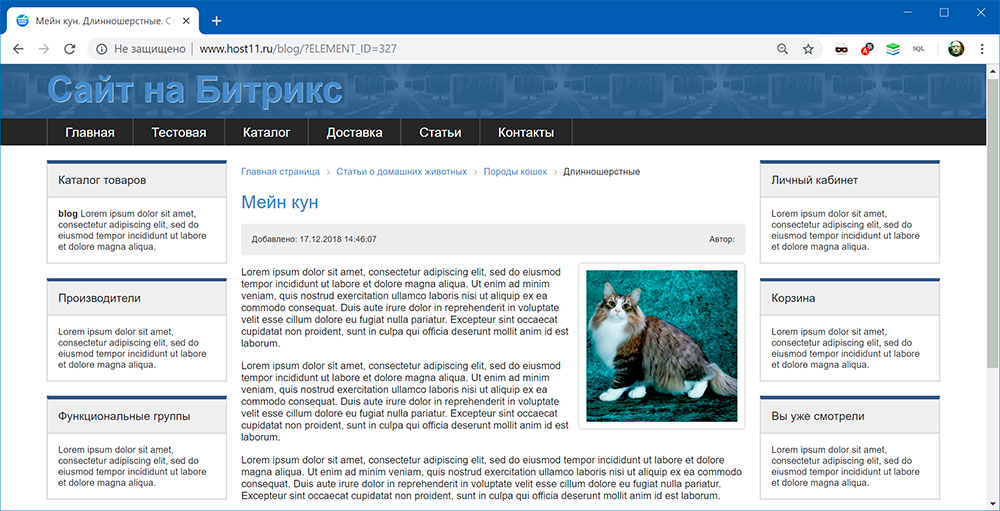 Мейн кун. Длинношерстные. Ст
Не защищено | www.host11.ru/blog/?ELEMENT_ID=327
SQL
Сайт на Битрикс
Главная Тестовая Каталог Доставка Статьи Контакты
Каталог товаров
blog Lorem ipsum dolor sit amet,
consectetur adipiscing elit, sed do
eiusmod tempor incididunt ut labore
et dolore magna aliqua.
Производители
Lorem ipsum dolor sit amet,
consectetur adipiscing elit, sed do
eiusmod tempor incididunt ut labore
et dolore magna aliqua.
Функциональные группы
Lorem ipsum dolor sit amet,
consectetur adipiscing elit, sed do
eiusmod tempor incididunt ut labore
et dolore magna aliqua.
Главная страница › Статьи о домашних животных › Породы кошек › Длинношерстные
Мейн кун
Добавлено: 17.12.2018 14:46:07 Автор:
Lorem ipsum dolor sit amet, consectetur adipiscing elit, sed do eiusmod
tempor incididunt ut labore et dolore magna aliqua. Ut enim ad minim
veniam, quis nostrud exercitation ullamco laboris nisi ut aliquip ex ea
commodo consequat. Duis aute irure dolor in reprehenderit in voluptate
velit esse cillum dolore eu fugiat nulla pariatur. Excepteur sint occaecat
cupidatat non proident, sunt in culpa qui officia deserunt mollit anim id est
laborum.
Lorem ipsum dolor sit amet, consectetur adipiscing elit, sed do eiusmod
tempor incididunt ut labore et dolore magna aliqua. Ut enim ad minim
veniam, quis nostrud exercitation ullamco laboris nisi ut aliquip ex ea
commodo consequat. Duis aute irure dolor in reprehenderit in voluptate
velit esse cillum dolore eu fugiat nulla pariatur. Excepteur sint occaecat
cupidatat non proident, sunt in culpa qui officia deserunt mollit anim id est
laborum.
Lorem ipsum dolor sit amet, consectetur adipiscing elit, sed do eiusmod tempor incididunt ut labore et dolore
magna aliqua. Ut enim ad minim veniam, quis nostrud exercitation ullamco laboris nisi ut aliquip ex ea commodo
consequat. Duis aute irure dolor in reprehenderit in voluptate velit esse cillum dolore eu fugiat nulla pariatur.
Excepteur sint occaecat cupidatat non proident, sunt in culpa qui officia deserunt mollit anim id est laborum.
Личный кабинет
Lorem ipsum dolor sit amet,
consectetur adipiscing elit, sed do
eiusmod tempor incididunt ut labore
et dolore magna aliqua.
Корзина
Lorem ipsum dolor sit amet,
consectetur adipiscing elit, sed do
eiusmod tempor incididunt ut labore
et dolore magna aliqua.
Вы уже смотрели
Lorem ipsum dolor sit amet,
consectetur adipiscing elit, sed do
eiusmod tempor incididunt ut labore
et dolore magna aliqua.